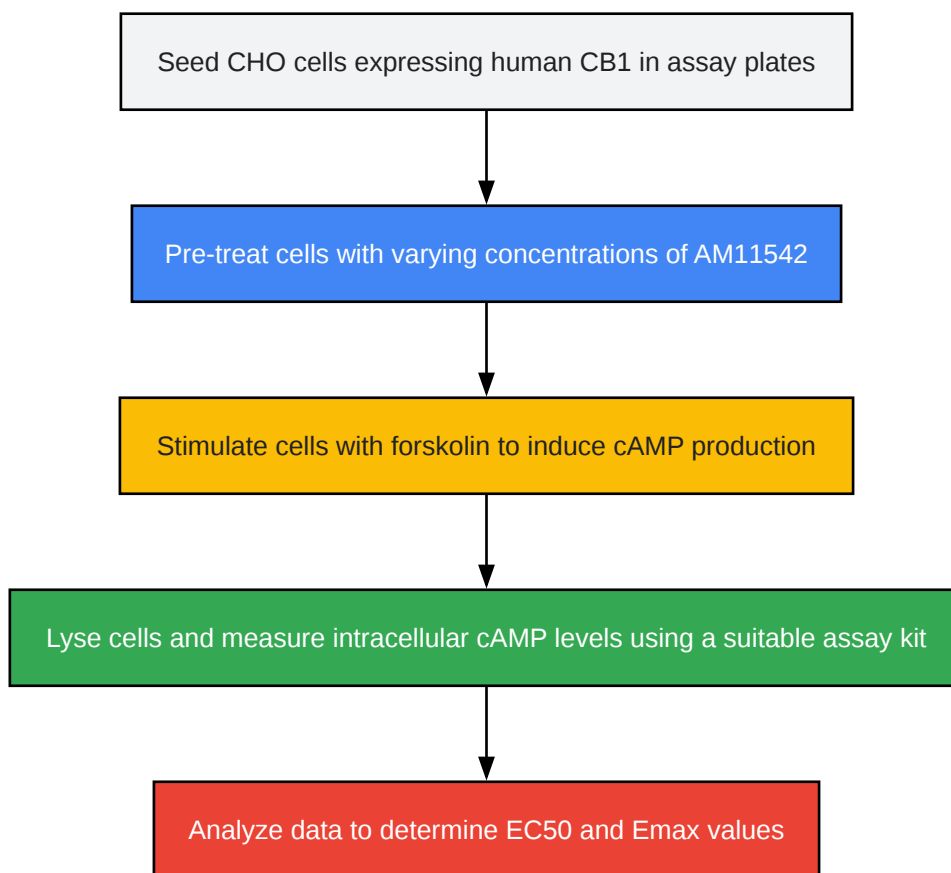 Seed CHO cells expressing human CB1 in assay plates
Pre-treat cells with varying concentrations of AM11542
Stimulate cells with forskolin to induce cAMP production
Lyse cells and measure intracellular cAMP levels using a suitable assay kit
Analyze data to determine EC50 and Emax values